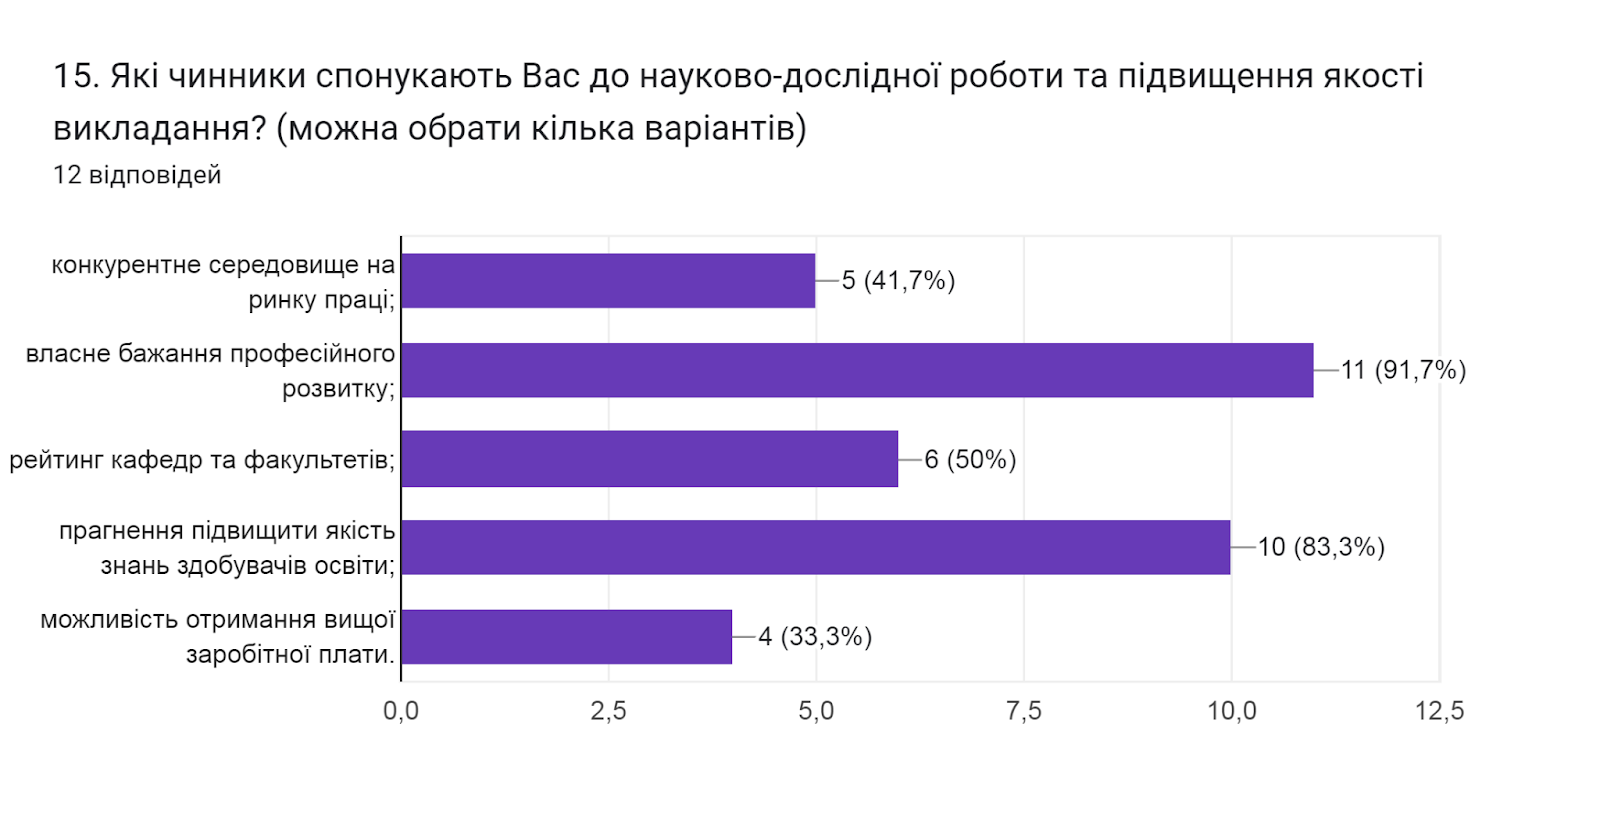 15. Які чинники спонукають Вас до науково-дослідної роботи та підвищення якості
викладання? (можна обрати кілька варіантів)
12 відповідей
конкурентне середовище на
ринку праці;
5 (41,7%)
власне бажання професійного
розвитку;
11 (91,7%)
рейтинг кафедр та факультетів;
6 (50%)
прагнення підвищити якість
знань здобувачів освіти;
10 (83,3%)
можливість отримання вищої
заробітної плати.
4 (33,3%)
0,0 2,5 5,0 7,5 10,0 12,5